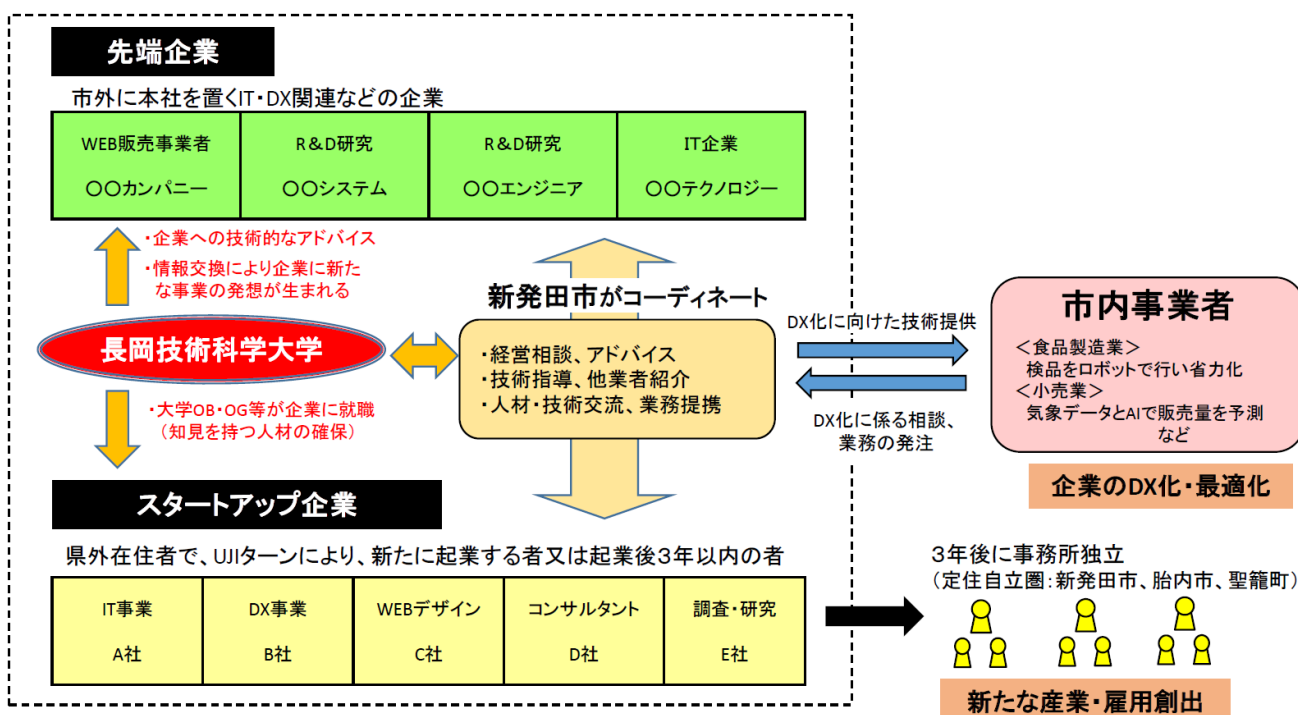 先端企業
市外に本社を置くIT・DX関連などの企業
WEB販売事業者
〇〇カンパニー
R&D研究
〇〇システム
R&D研究
〇〇エンジニア
IT企業
〇〇テクノロジー
・企業への技術的なアドバイス
・情報交換により企業に新た
な事業の発想が生まれる
長岡技術科学大学
・大学OB・OG等が企業に就職
（知見を持つ人材の確保）
新発田市がコーディネート
・経営相談、アドバイス
・技術指導、他業者紹介
・人材・技術交流、業務提携
DX化に向けた技術提供
DX化に係る相談、
業務の発注
市内事業者
＜食品製造業＞
検品をロボットで行い省力化
＜小売業＞
気象データとAIで販売量を予測
など
企業のDX化・最適化
スタートアップ企業
県外在住者で、UJIターンにより、新たに起業する者又は起業後3年以内の者
IT事業
A社
DX事業
B社
WEBデザイン
C社
コンサルタント
D社
調査・研究
E社
３年後に事務所独立
（定住自立圏：新発田市、胎内市、聖籠町）
新たな産業・雇用創出